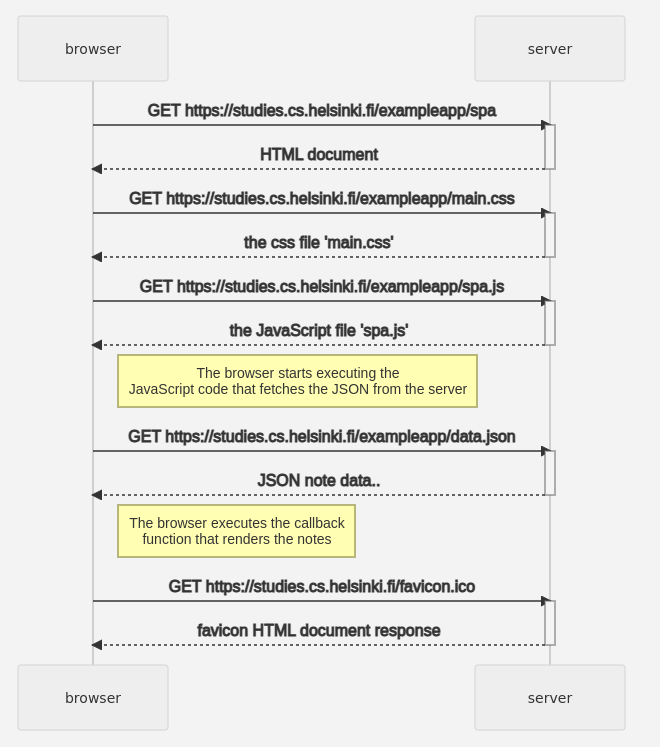 browser
server
GET https://studies.cs.helsinki.fi/exampleapp/spa
HTML document
GET https://studies.cs.helsinki.fi/exampleapp/main.css
the css file 'main.css'
GET https://studies.cs.helsinki.fi/exampleapp/spa.js
the JavaScript file 'spa.js'
The browser starts executing the
JavaScript code that fetches the JSON from the server
GET https://studies.cs.helsinki.fi/exampleapp/data.json
JSON note data..
The browser executes the callback
function that renders the notes
GET https://studies.cs.helsinki.fi/favicon.ico
favicon HTML document response
browser
server